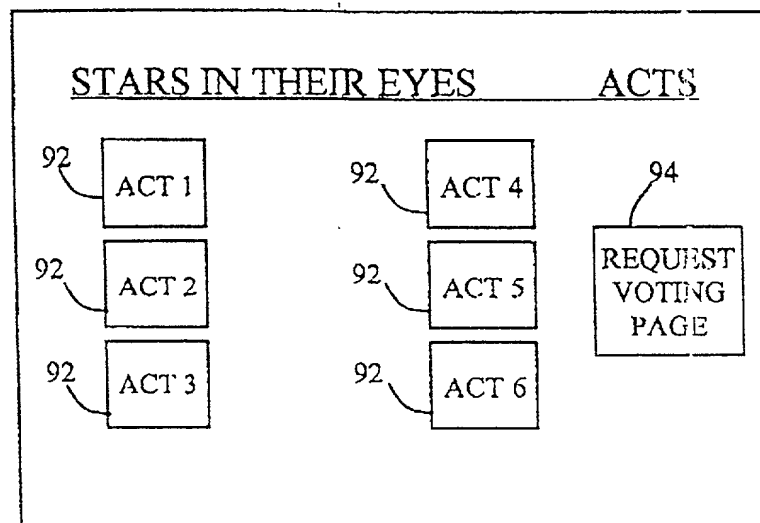 STARS IN THEIR EYES ACTS
92 ACT 1
92 ACT 4
94
92 ACT 2
92 ACT 5
REQUEST
VOTING
PAGE
92 ACT 3
92 ACT 6